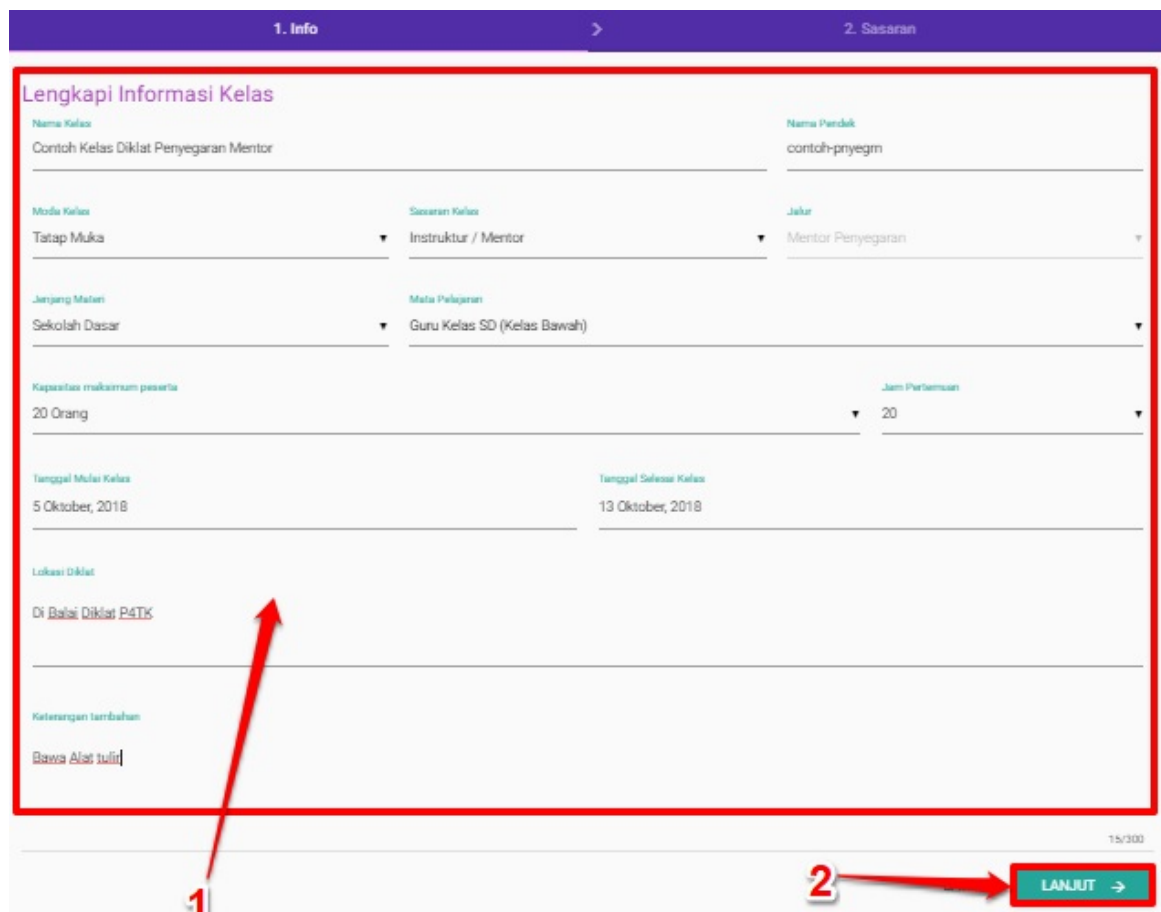 1. Info > 2. Sasaran
Lengkapi Informasi Kelas
Nama Kelas Nama Pendek
Contoh Kelas Diklat Penyegaran Mentor contoh-pnyegrn
Moda Kelas Sasaran Kelas Jalur
Tatap Muka Instruktur / Mentor Mentor Penyegaran
Jenjang Materi Mata Pelajaran
Sekolah Dasar Guru Kelas SD (Kelas Bawah)
Kapasitas maksimum peserta Jam Pertemuan
20 Orang 20
Tanggal Mulai Kelas Tanggal Selesai Kelas
5 Oktober, 2018 13 Oktober, 2018
Lokasi Diklat
Di Balai Diklat P4TK
Keterangan tambahan
Bawa Alat tulir
15/300
1 2 LANJUT →